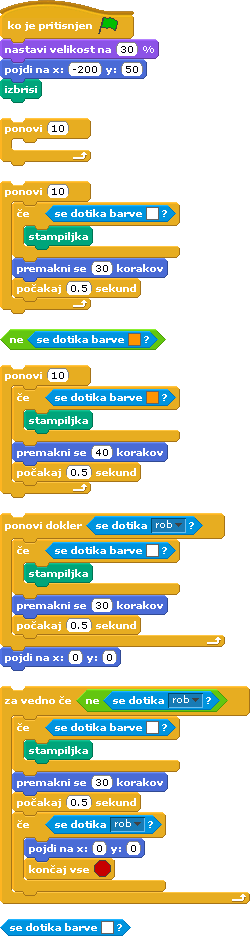 ko je pritisnjen
nastavi velikost na 30 %
pojdi na x: -200 y: 50
izbrisi
ponovi 10
ponovi 10
če se dotika barve ?
štampiljka
premakni se 30 korakov
počakaj 0.5 sekund
ne se dotika barve ?
ponovi 10
če se dotika barve ?
štampiljka
premakni se 40 korakov
počakaj 0.5 sekund
ponovi dokler se dotika rob ?
če se dotika barve ?
štampiljka
premakni se 30 korakov
počakaj 0.5 sekund
pojdi na x: 0 y: 0
za vedno če ne se dotika rob ?
če se dotika barve ?
štampiljka
premakni se 30 korakov
počakaj 0.5 sekund
če se dotika rob ?
pojdi na x: 0 y: 0
končaj vse
se dotika barve ?